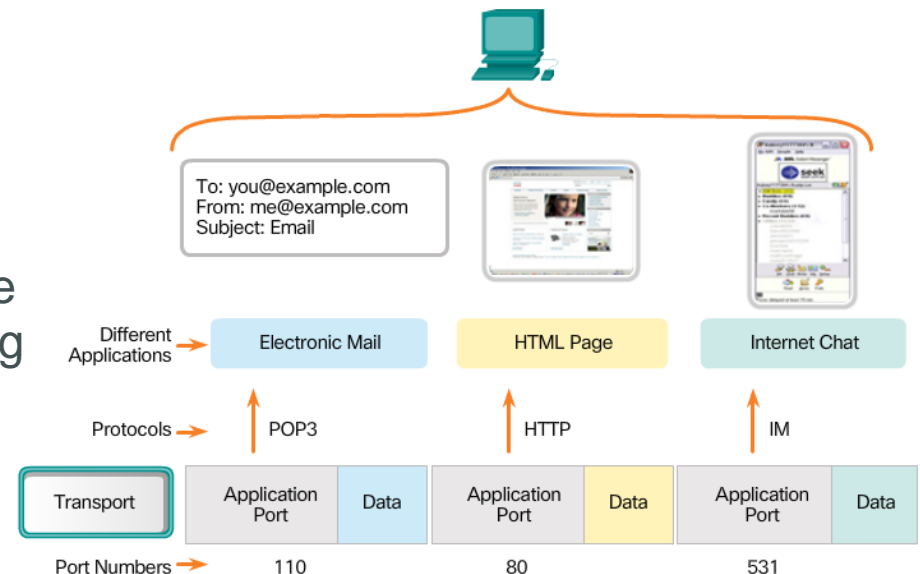 To: you@example.com
From: me@example.com
Subject: Email
seek
e
g
Different
Applications
Electronic Mail
HTML Page
Internet Chat
Protocols
POP3
HTTP
IM
Transport
Application
Port
Data
Application
Port
Data
Application
Port
Data
Port Numbers
110
80
531